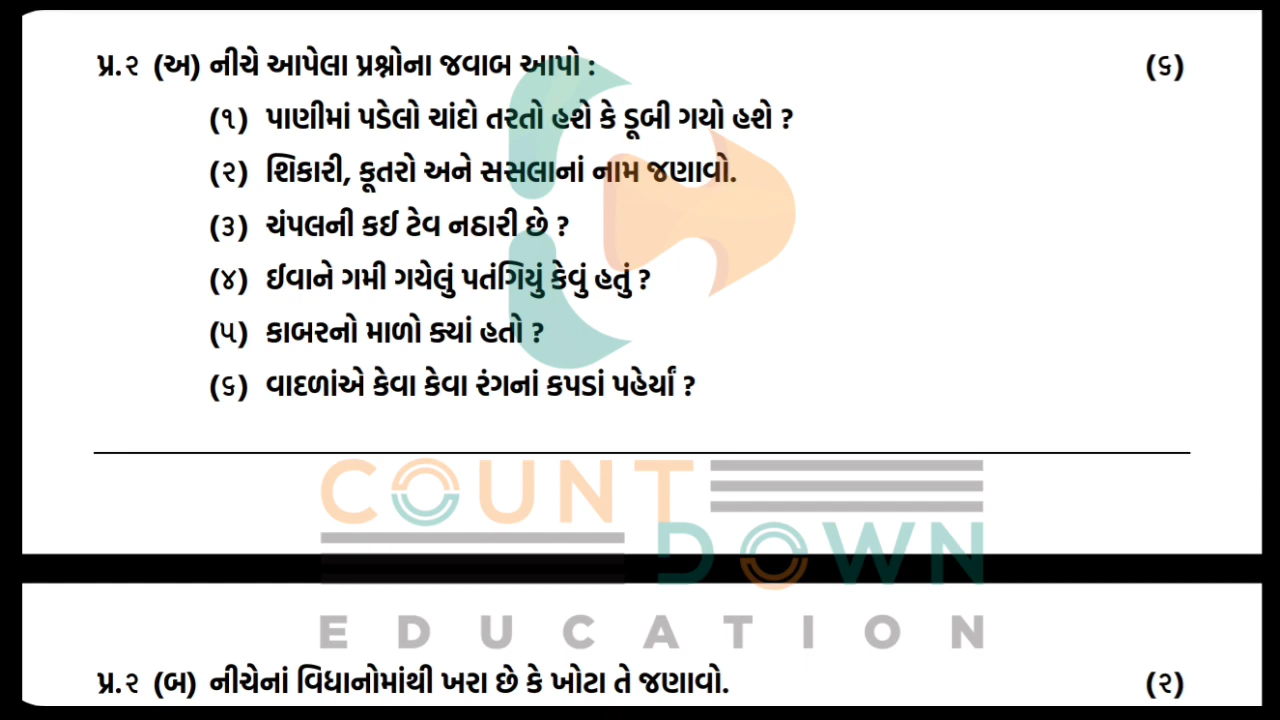 પ્ર.૨ (અ) નીચે આપેલા પ્રશ્નોના જવાબ આપો : (૬)
(૧) પાણીમાં પડેલો ચાંદો તરતો હશે કે ડૂબી ગયો હશે ?
(૨) શિકારી, કૂતરો અને સસલાનાં નામ જણાવો.
(૩) ચંપલની કઈ ટેવ નઠારી છે ?
(૪) ઈવાને ગમી ગયેલું પતંગિયું કેવું હતું ?
(૫) કાબરનો માળો ક્યાં હતો ?
(૬) વાદળાંએ કેવા કેવા રંગનાં કપડાં પહેર્યાં ?
COUNT
DOWN
EDUCATION
પ્ર.૨ (બ) નીચેનાં વિધાનોમાંથી ખરા છે કે ખોટા તે જણાવો. (૨)